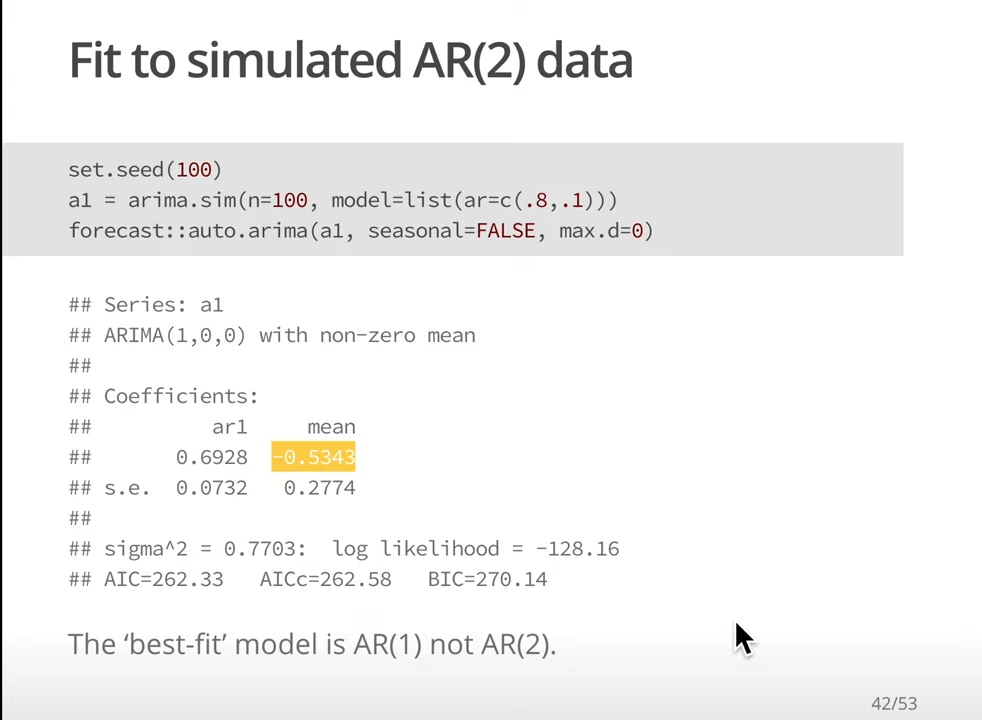 Fit to simulated AR(2) data
set.seed(100)
a1 = arima.sim(n=100, model=list(ar=c(.8,.1)))
forecast::auto.arima(a1, seasonal=FALSE, max.d=0)
## Series: a1
## ARIMA(1,0,0) with non-zero mean
##
## Coefficients:
##          ar1     mean
##       0.6928  -0.5343
## s.e.  0.0732   0.2774
##
## sigma^2 = 0.7703:  log likelihood = -128.16
## AIC=262.33   AICc=262.58   BIC=270.14
The ‘best-fit’ model is AR(1) not AR(2).
42/53